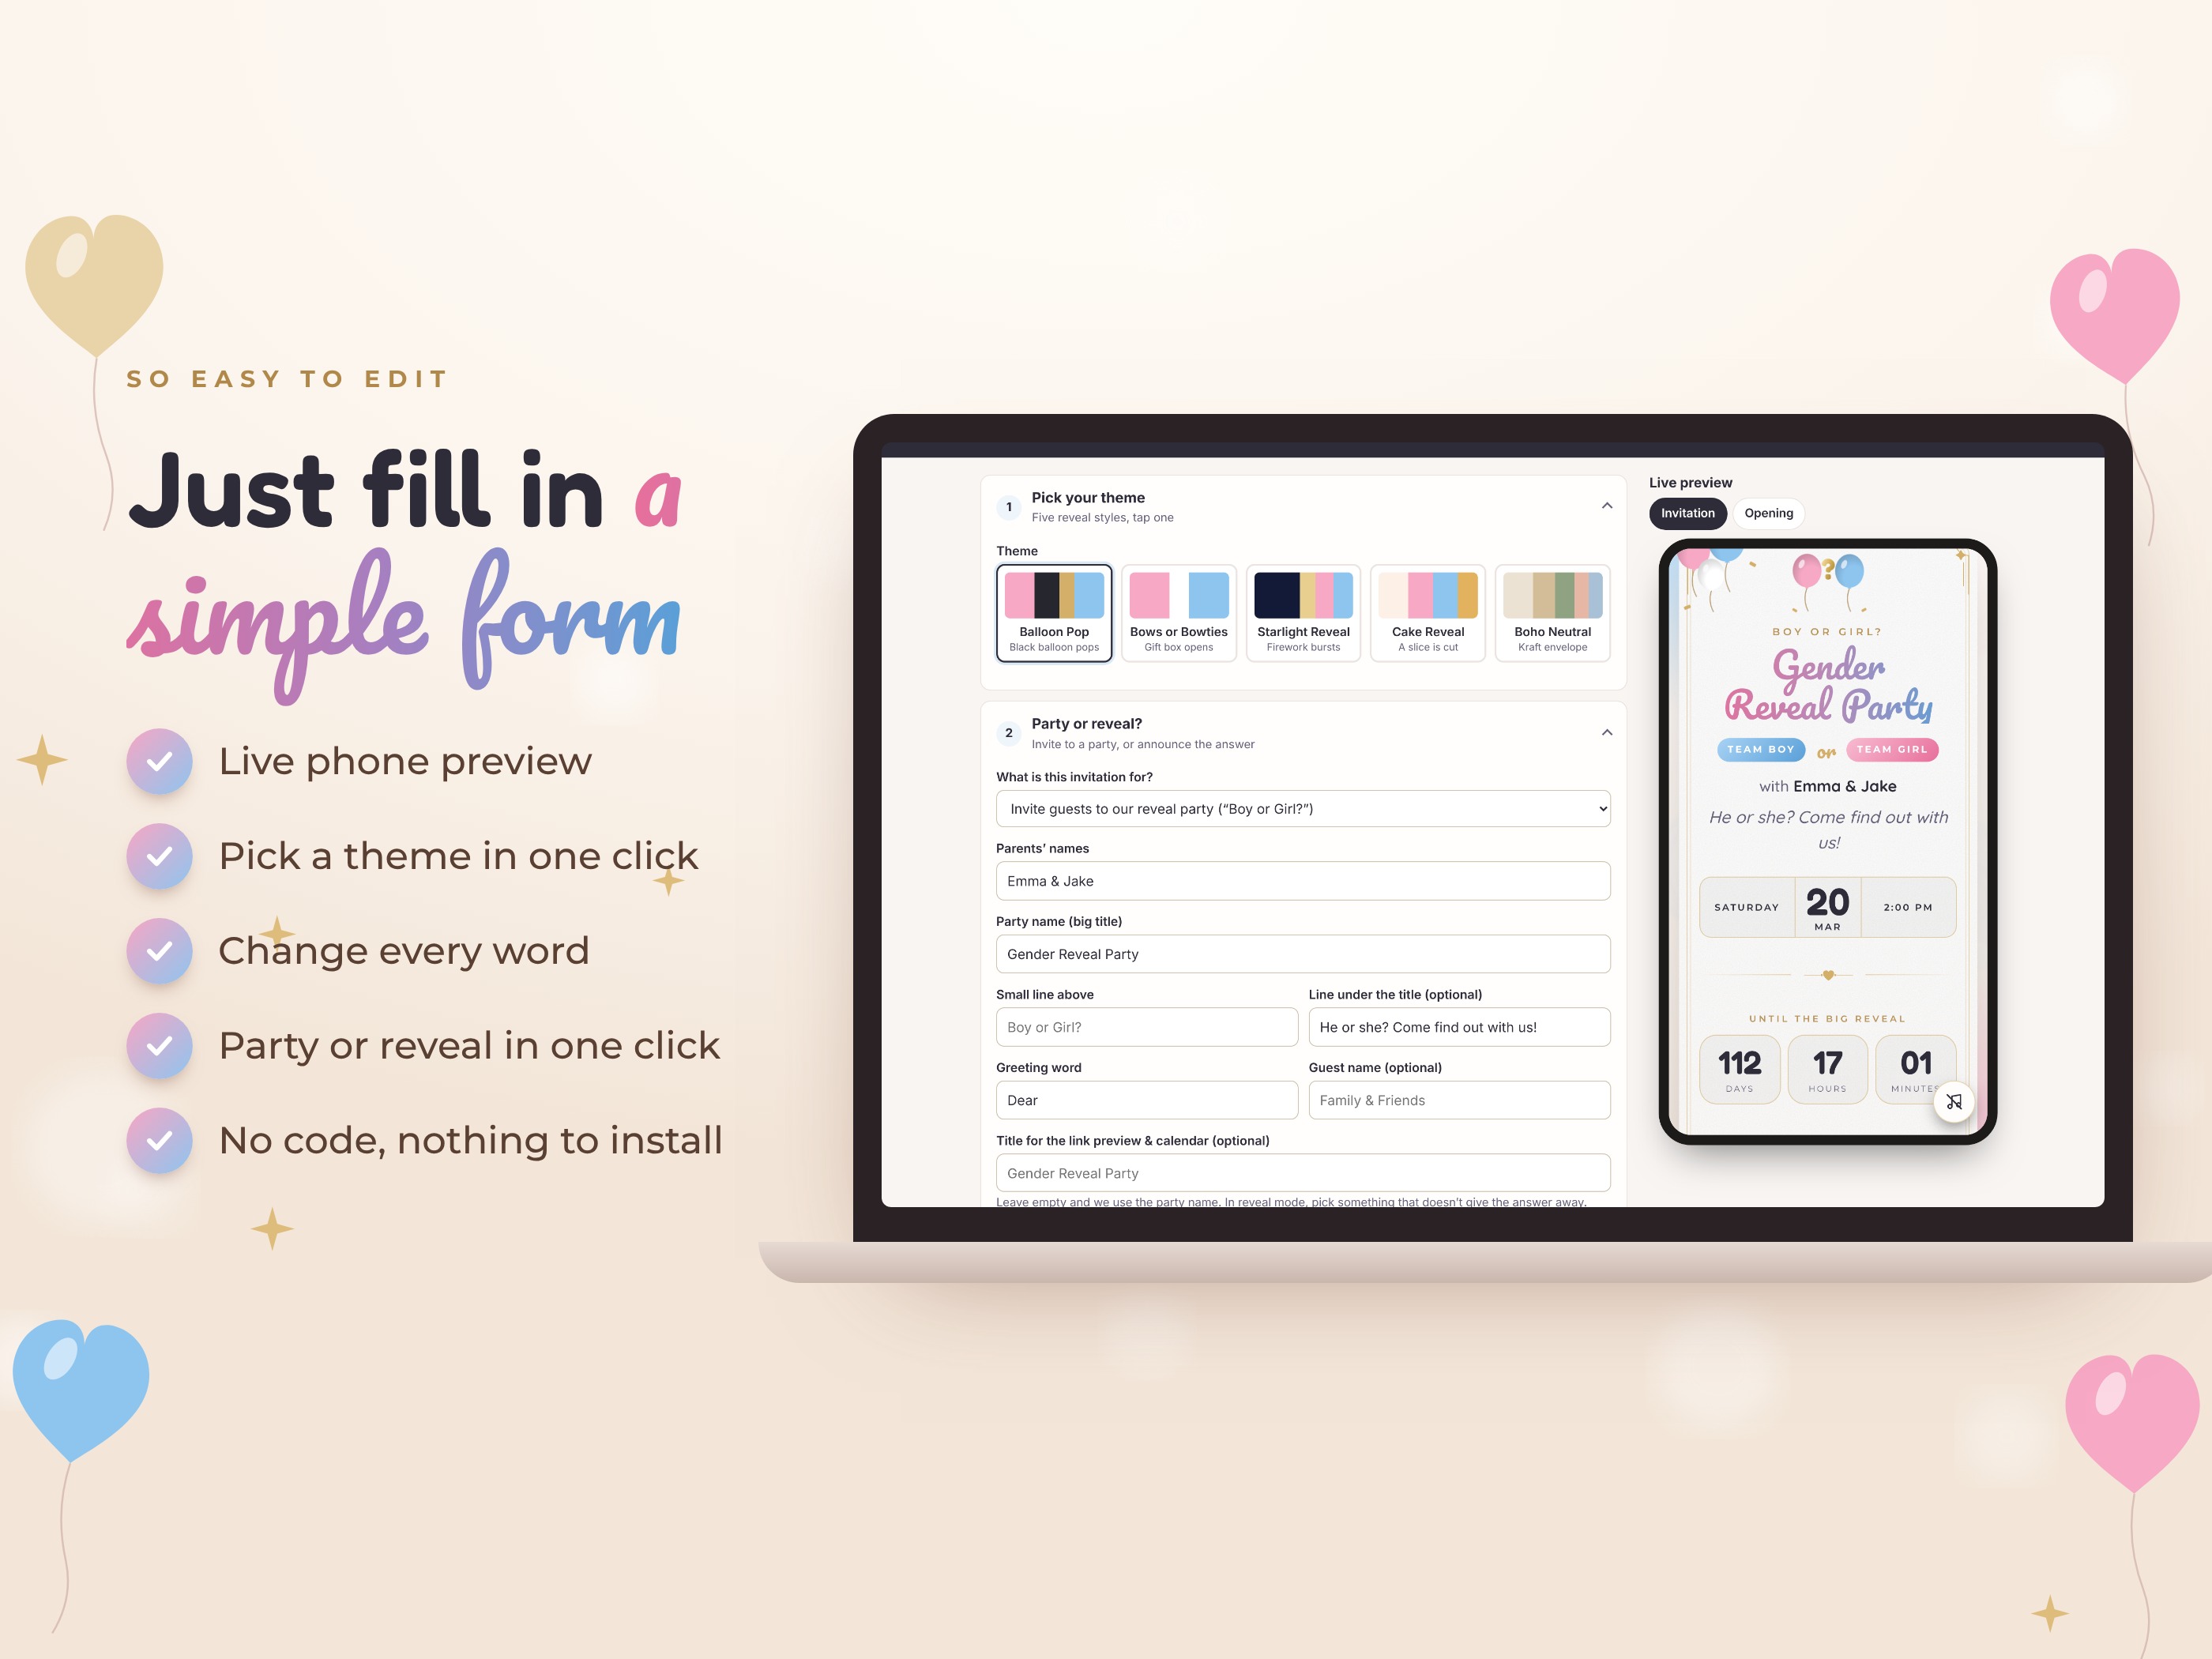 SO EASY TO EDIT
Just fill in a
simple form
Live phone preview
Pick a theme in one click
Change every word
Party or reveal in one click
No code, nothing to install
1
Pick your theme
Five reveal styles, tap one
Theme
Balloon Pop
Black balloon pops
Bows or Bowties
Gift box opens
Starlight Reveal
Firework bursts
Cake Reveal
A slice is cut
Boho Neutral
Kraft envelope
2
Party or reveal?
Invite to a party, or announce the answer
What is this invitation for?
Invite guests to our reveal party (“Boy or Girl?”)
Parents’ names
Emma & Jake
Party name (big title)
Gender Reveal Party
Small line above
Line under the title (optional)
Boy or Girl?
He or she? Come find out with us!
Greeting word
Guest name (optional)
Dear
Family & Friends
Title for the link preview & calendar (optional)
Gender Reveal Party
Leave empty and we use the party name. In reveal mode, pick something that doesn’t give the answer away.
Live preview
Invitation
Opening
?
BOY OR GIRL?
Gender
Reveal Party
TEAM BOY or TEAM GIRL
with Emma & Jake
He or she? Come find out with
us!
SATURDAY
20
MAR
2:00 PM
UNTIL THE BIG REVEAL
112
DAYS
17
HOURS
01
MINUTES